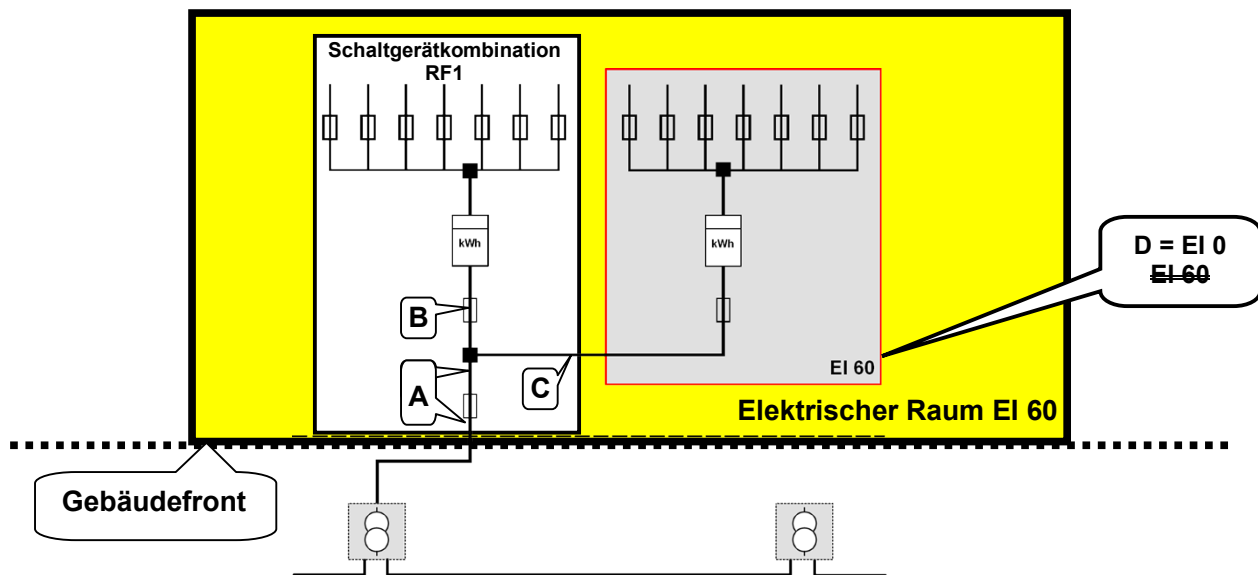 Schaltgerätkombination
RF1
kWh
kWh
D = EI 0
EI 60
B
EI 60
C
A
Elektrischer Raum EI 60
Gebäudefront